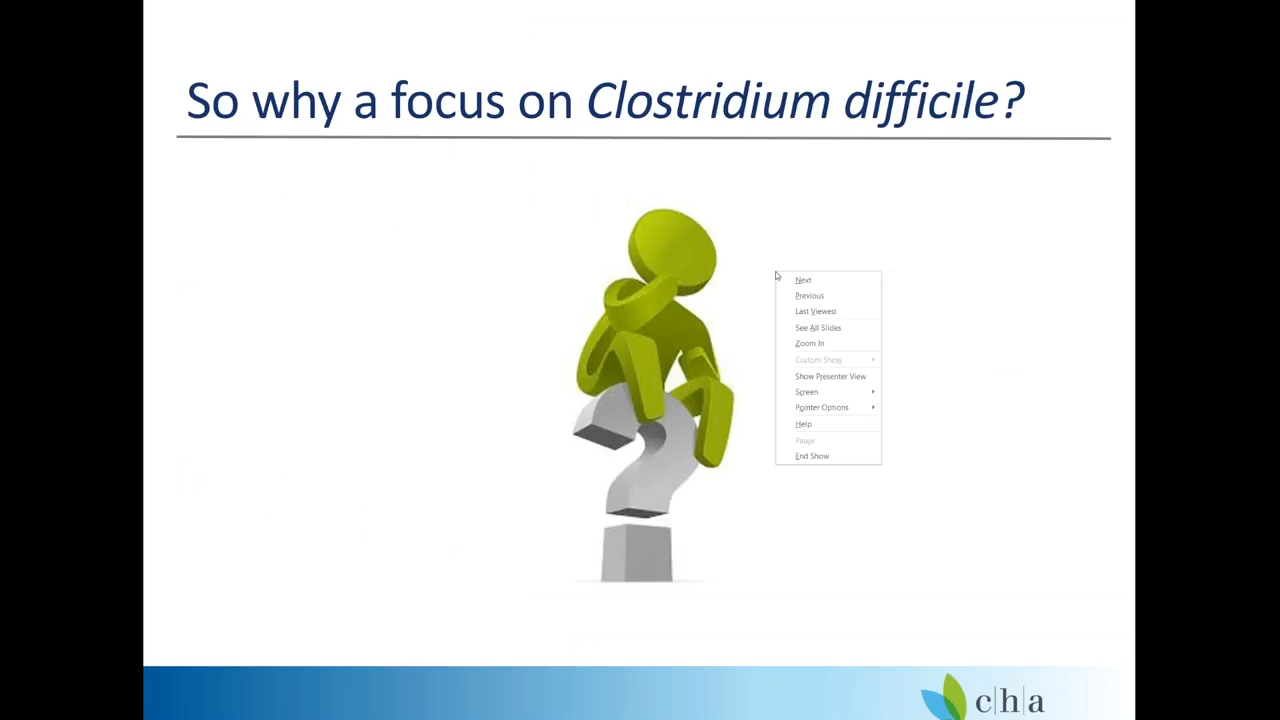 So why a focus on Clostridium difficile?
Next
Previous
Last Viewed
See All Slides
Zoom In
Custom Show
Show Presenter View
Screen
Pointer Options
Help
Pause
End Show
?
c|h|a